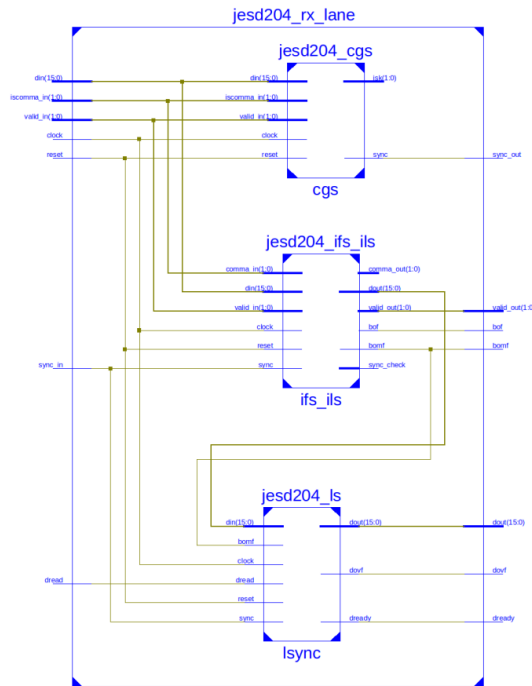 jesd204_rx_lane
jesd204_cgs
din(15:0) din(15:0) isk(1:0)
iscomma_in(1:0) iscomma_in(1:0)
valid_in(1:0) valid_in(1:0)
clock clock
reset reset sync sync_out
cgs
jesd204_ifs_ils
comma_in(1:0) comma_out(1:0)
din(15:0) dout(15:0)
valid_in(1:0) valid_out(1:0) valid_out(1:0)
clock bof bof
reset bomf bomf
sync_in sync sync_check
ifs_ils
jesd204_ls
din(15:0) dout(15:0) dout(15:0)
bomf
clock
dread dread dovf dovf
reset
sync dready dready
lsync